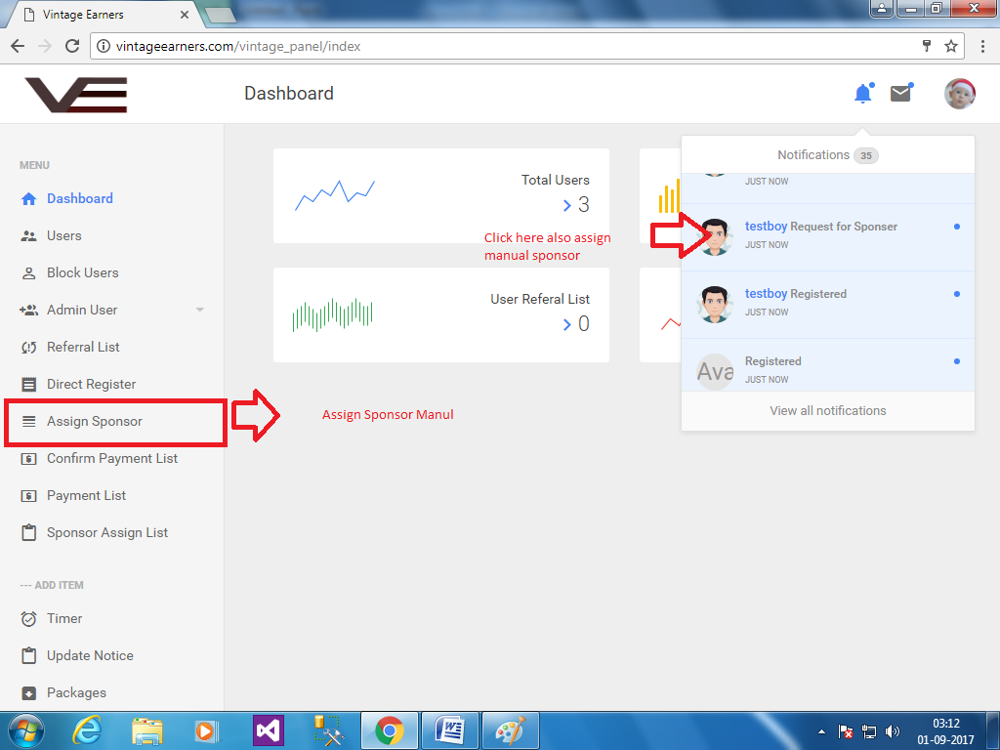 Vintage Earners
vintageearners.com/vintage_panel/index
VE
Dashboard
MENU
Dashboard
Users
Block Users
Admin User
Referral List
Direct Register
Assign Sponsor
Confirm Payment List
Payment List
Sponsor Assign List
--- ADD ITEM
Timer
Update Notice
Packages
Total Users
3
Click here also assign
manual sponsor
User Referal List
0
Assign Sponsor Manul
Notifications 35
JUST NOW
testboy Request for Sponser
JUST NOW
testboy Registered
JUST NOW
Ava
Registered
JUST NOW
View all notifications
03:12
01-09-2017